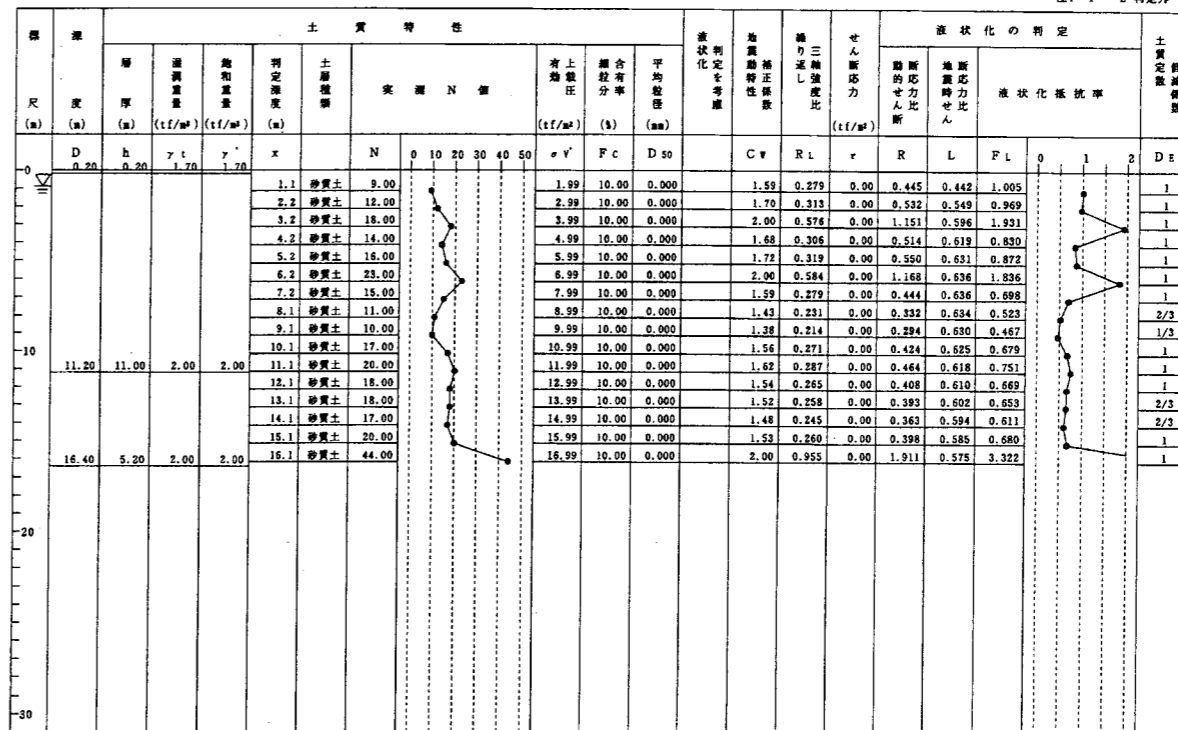 土質特性
液状化の判定
標尺 (m)
深度 (m)
層厚 (m)
湿潤重量 (tf/m²)
飽和重量 (tf/m²)
判定深度 (m)
土層種類
実測N値
有効上載圧 (tf/m²)
細粒分含有率 (%)
平均粒径 (mm)
液状化判定を考慮
地震動特性補正係数
繰り返し三軸強度比
せん断応力 (tf/m²)
動的せん断応力比
地震時せん断応力比
液状化抵抗率
土質定数低減係数
D h γt γ' x N 0 10 20 30 40 50 σv' FC D50 CW RL τ R L FL 0 1 2 DE
0 0.20 0.20 1.70 1.70
1.1 砂質土 9.00 1.99 10.00 0.000 1.59 0.279 0.00 0.445 0.442 1.005 1
2.2 砂質土 12.00 2.99 10.00 0.000 1.70 0.313 0.00 0.532 0.549 0.969 1
3.2 砂質土 18.00 3.99 10.00 0.000 2.00 0.576 0.00 1.151 0.596 1.931 1
4.2 砂質土 14.00 4.99 10.00 0.000 1.68 0.306 0.00 0.514 0.619 0.830 1
5.2 砂質土 16.00 5.99 10.00 0.000 1.72 0.319 0.00 0.550 0.631 0.872 1
6.2 砂質土 23.00 6.99 10.00 0.000 2.00 0.584 0.00 1.168 0.636 1.836 1
7.2 砂質土 15.00 7.99 10.00 0.000 1.59 0.279 0.00 0.444 0.636 0.698 1
8.1 砂質土 11.00 8.99 10.00 0.000 1.43 0.231 0.00 0.332 0.634 0.523 2/3
9.1 砂質土 10.00 9.99 10.00 0.000 1.38 0.214 0.00 0.294 0.630 0.467 1/3
10 10.1 砂質土 17.00 10.99 10.00 0.000 1.56 0.271 0.00 0.424 0.625 0.679 1
11.20 11.00 2.00 2.00 11.1 砂質土 20.00 11.99 10.00 0.000 1.62 0.287 0.00 0.464 0.618 0.751 1
12.1 砂質土 18.00 12.99 10.00 0.000 1.54 0.265 0.00 0.408 0.610 0.669 1
13.1 砂質土 18.00 13.99 10.00 0.000 1.52 0.258 0.00 0.393 0.602 0.653 2/3
14.1 砂質土 17.00 14.99 10.00 0.000 1.48 0.245 0.00 0.363 0.594 0.611 2/3
15.1 砂質土 20.00 15.99 10.00 0.000 1.53 0.260 0.00 0.398 0.585 0.680 1
16.40 5.20 2.00 2.00 16.1 砂質土 44.00 16.99 10.00 0.000 2.00 0.955 0.00 1.911 0.575 3.322 1
20
30